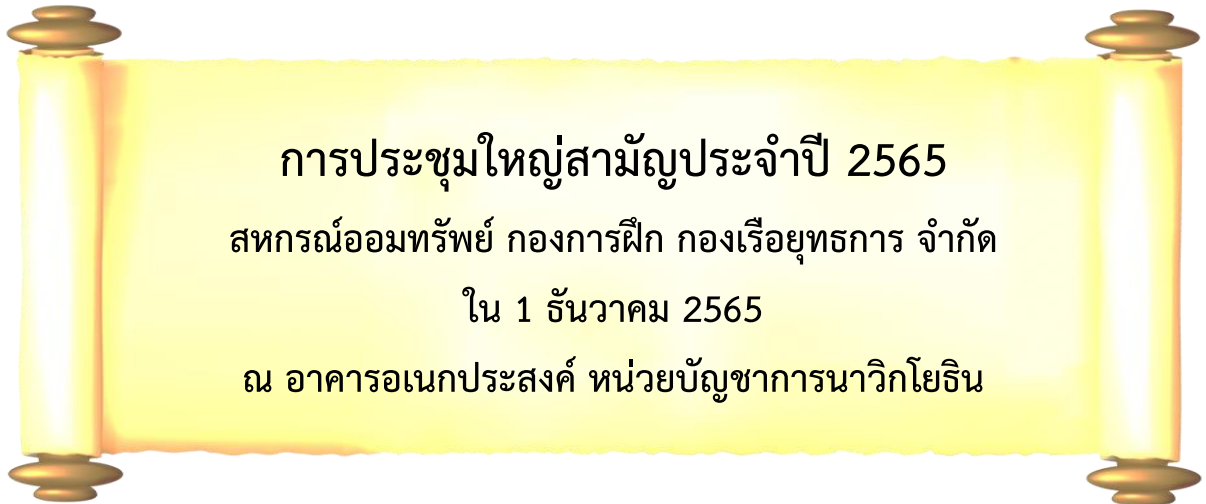 การประชุมใหญ่สามัญประจำปี 2565
สหกรณ์ออมทรัพย์ กองการฝึก กองเรือยุทธการ จำกัด
ใน 1 ธันวาคม 2565
ณ อาคารอเนกประสงค์ หน่วยบัญชาการนาวิกโยธิน